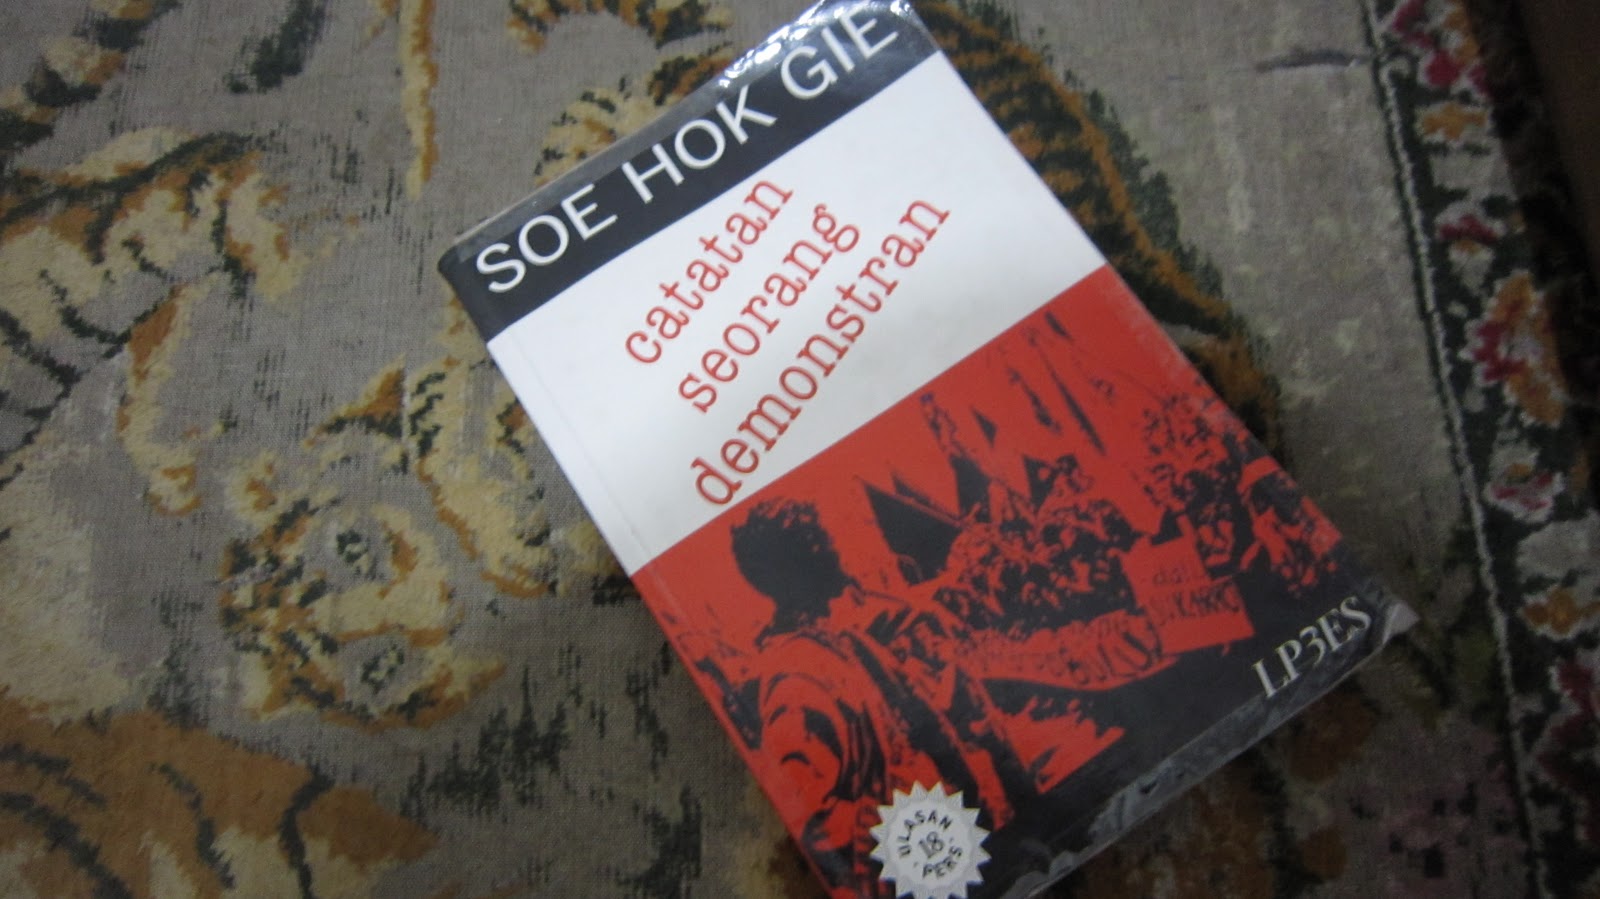 SOE HOK GIE
catatan
seorang
demonstran
LP3ES
ULASAN
18
PERS